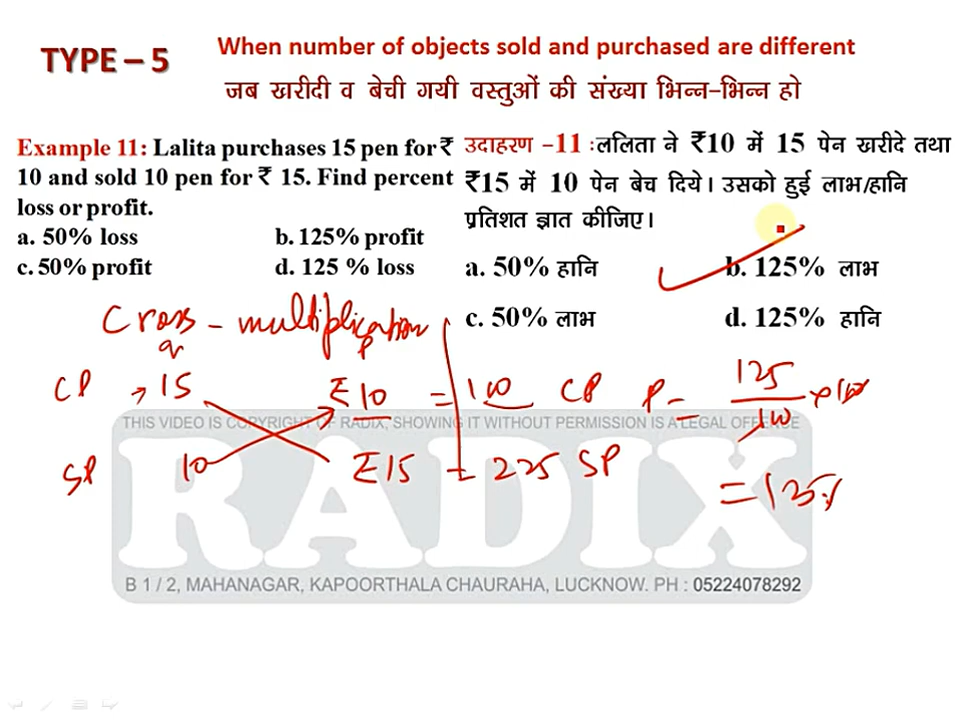 TYPE – 5
When number of objects sold and purchased are different
जब खरीदी व बेची गयी वस्तुओं की संख्या भिन्न-भिन्न हो
Example 11: Lalita purchases 15 pen for ₹
10 and sold 10 pen for ₹ 15. Find percent
loss or profit.
a. 50% loss b. 125% profit
c. 50% profit d. 125 % loss
उदाहरण -11 :ललिता ने ₹10 में 15 पेन खरीदे तथा
₹15 में 10 पेन बेच दिये। उसको हुई लाभ/हानि
प्रतिशत ज्ञात कीजिए।
a. 50% हानि b. 125% लाभ
c. 50% लाभ d. 125% हानि
Cross - multiplication
CP 15 ₹10 = 100 CP P = 125/100 × 100
SP 10 ₹15 = 225 SP
= 125%
THIS VIDEO IS COPYRIGHT OF RADIX, SHOWING IT WITHOUT PERMISSION IS A LEGAL OFFENCE
RADIX
B 1 / 2, MAHANAGAR, KAPOORTHALA CHAURAHA, LUCKNOW. PH : 05224078292